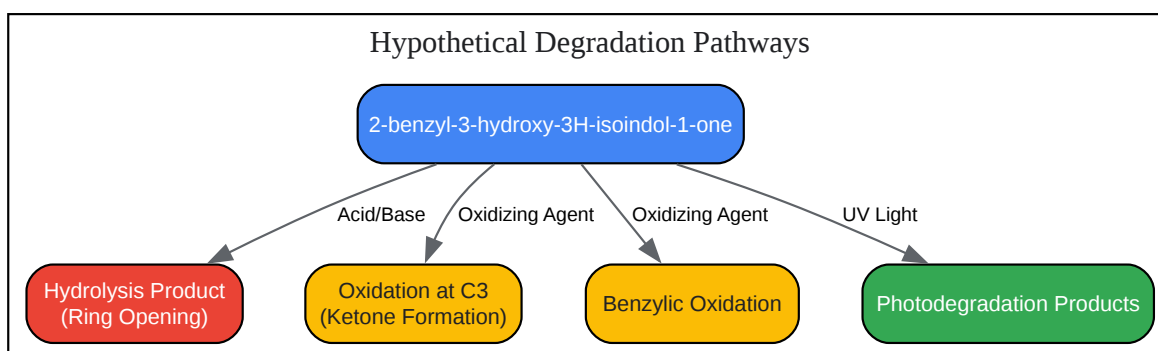 Hypothetical Degradation Pathways
2-benzyl-3-hydroxy-3H-isoindol-1-one
Acid/Base
Oxidizing Agent
Oxidizing Agent
UV Light
Hydrolysis Product
(Ring Opening)
Oxidation at C3
(Ketone Formation)
Benzylic Oxidation
Photodegradation Products